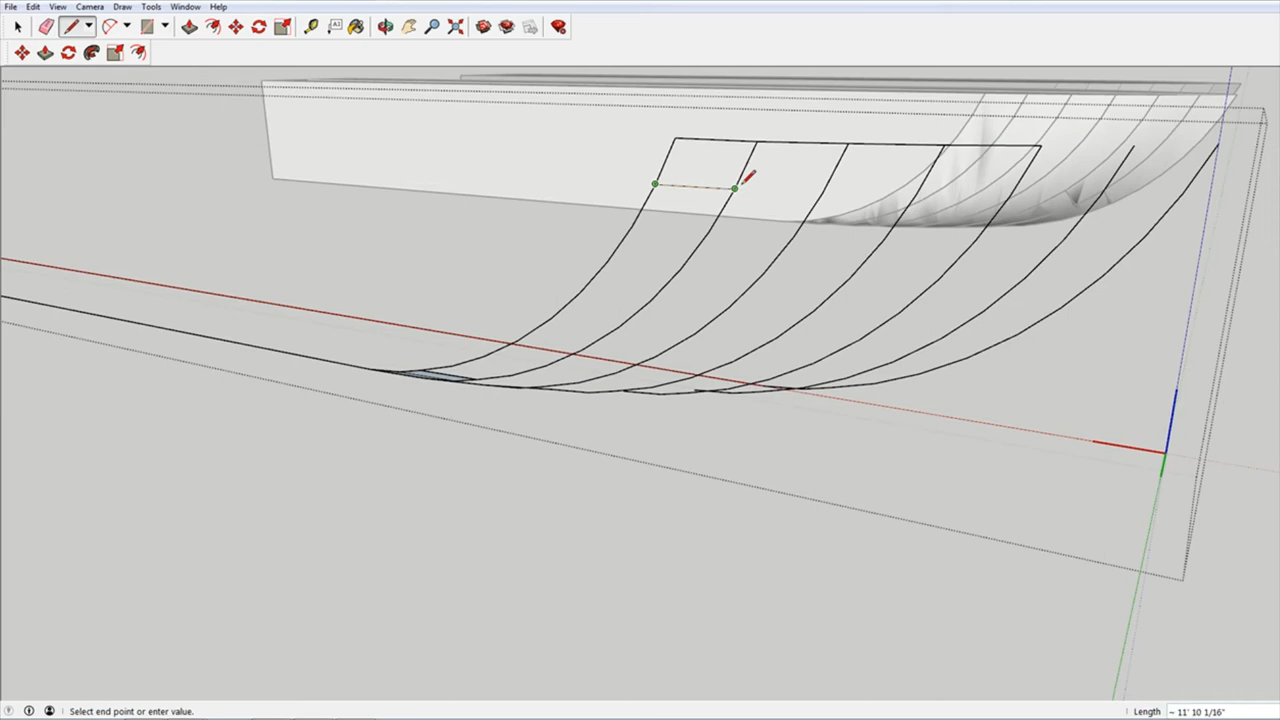 File Edit View Camera Draw Tools Window Help
A1
Select end point or enter value.
Length ~ 11' 10 1/16"